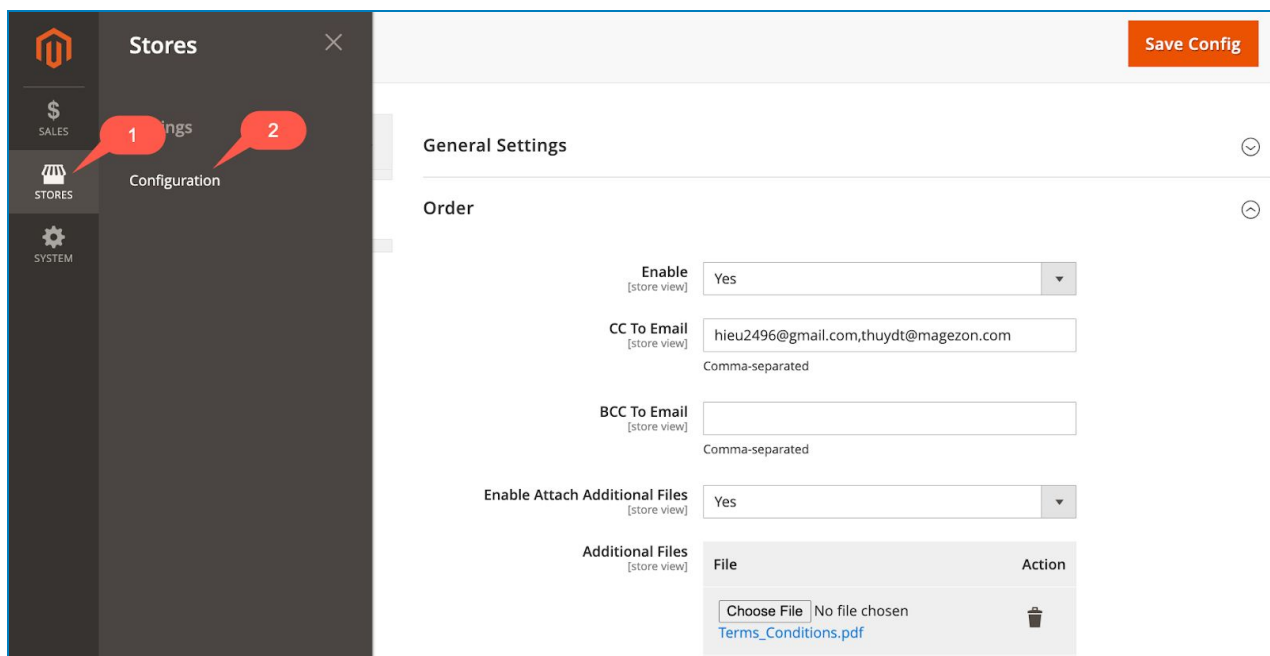 Stores
Save Config
$
SALES
1
ings
2
STORES
Configuration
SYSTEM
General Settings
Order
Enable
[store view]
Yes
CC To Email
[store view]
hieu2496@gmail.com,thuydt@magezon.com
Comma-separated
BCC To Email
[store view]
Comma-separated
Enable Attach Additional Files
[store view]
Yes
Additional Files
[store view]
File Action
Choose File No file chosen
Terms_Conditions.pdf